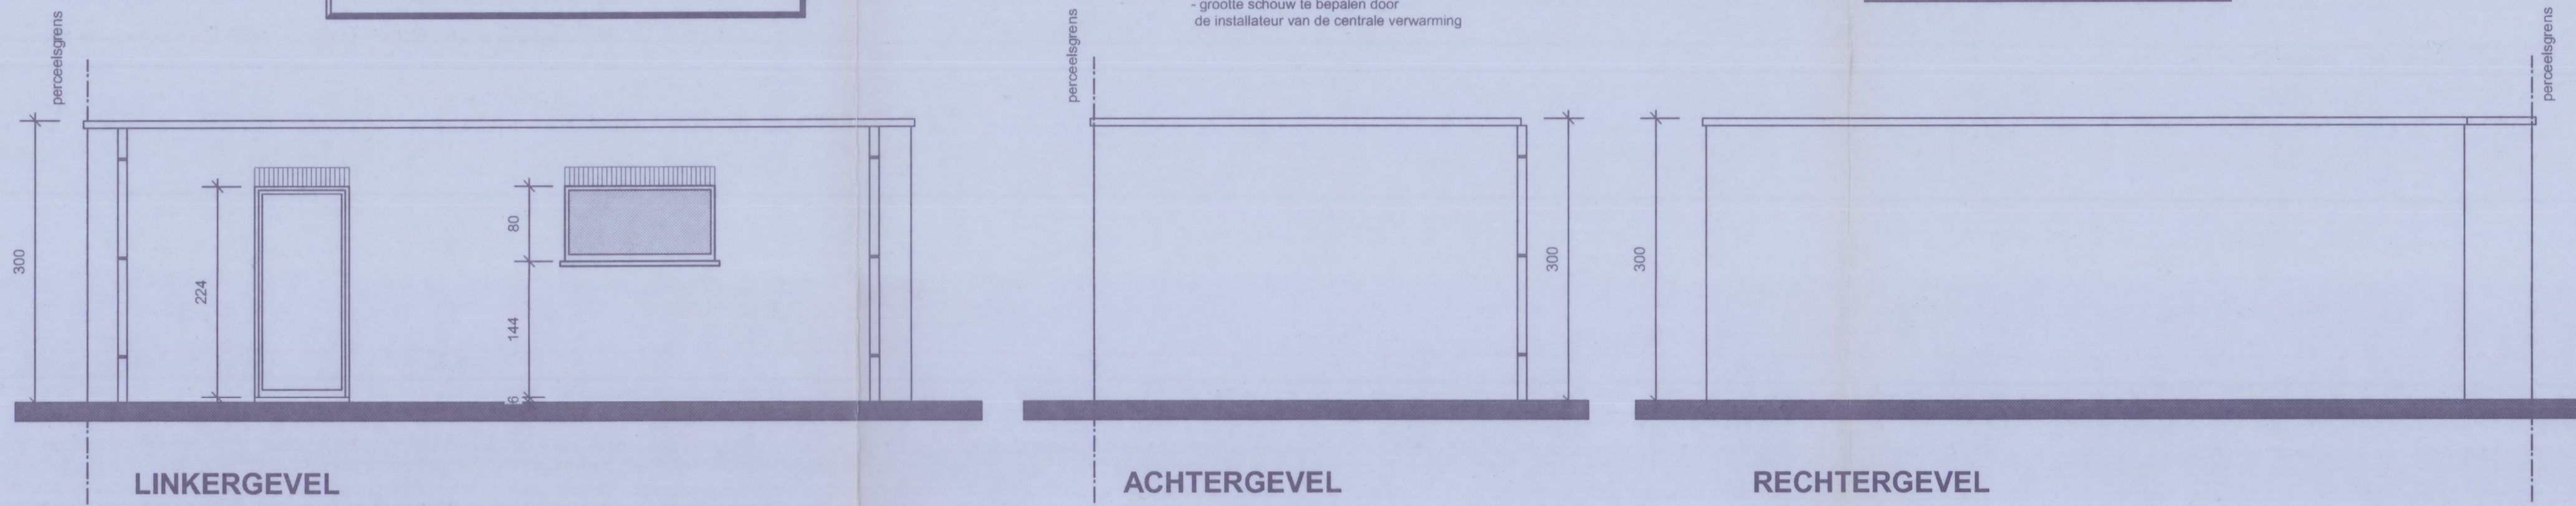 - grootte schouw te bepalen door
de installateur van de centrale verwarming
perceelsgrens
perceelsgrens
perceelsgrens
300
224
80
144
6
300
300
LINKERGEVEL
ACHTERGEVEL
RECHTERGEVEL